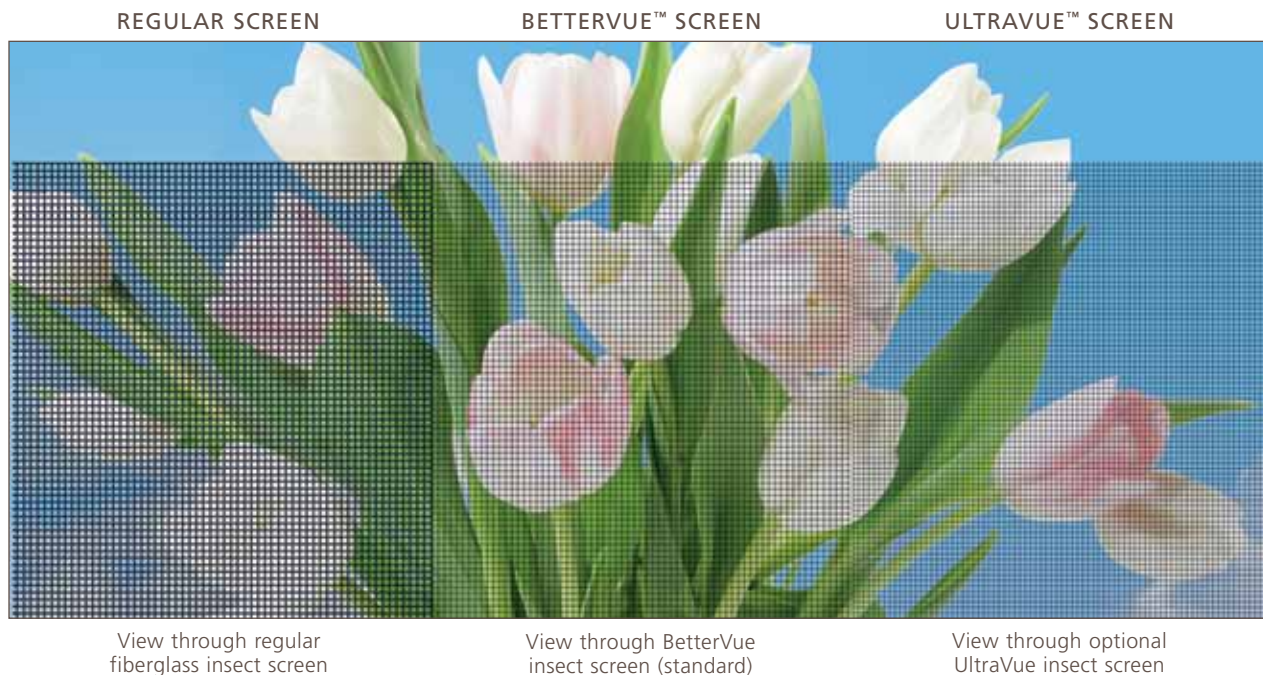 REGULAR SCREEN
BETTERVUE™ SCREEN
ULTRAVUE™ SCREEN
View through regular
fiberglass insect screen
View through BetterVue
insect screen (standard)
View through optional
UltraVue insect screen